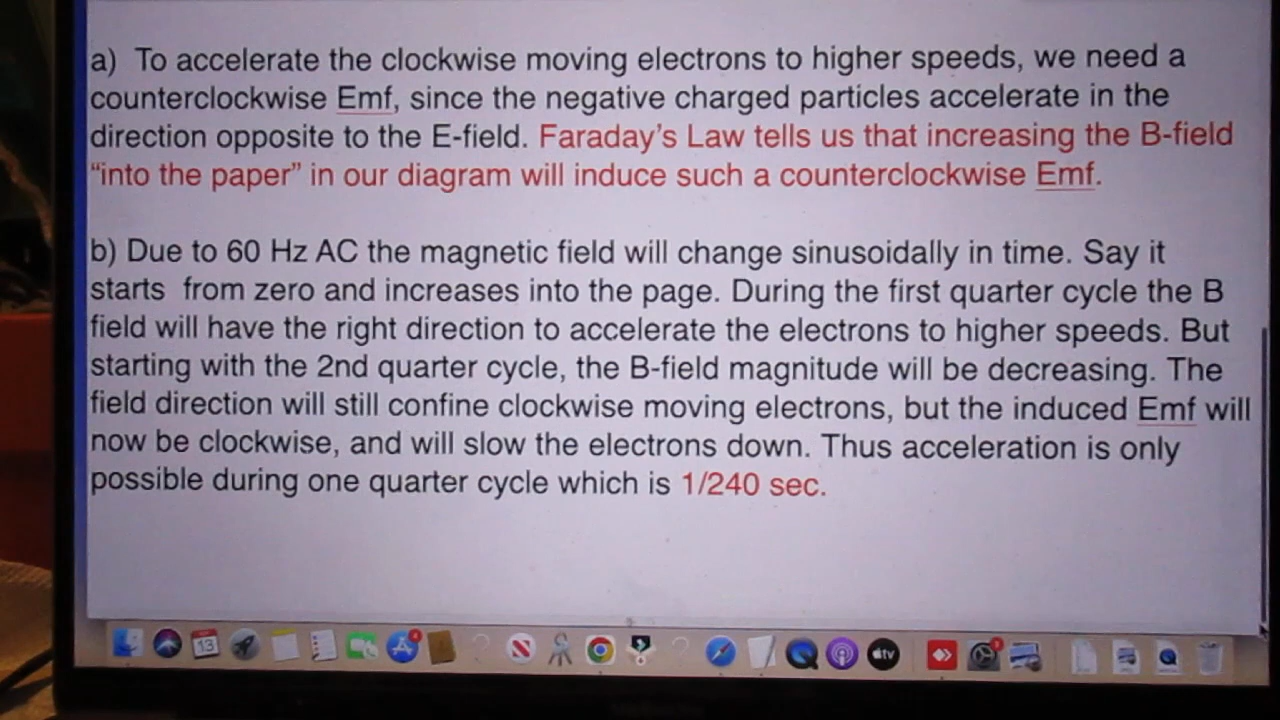 a) To accelerate the clockwise moving electrons to higher speeds, we need a
counterclockwise Emf, since the negative charged particles accelerate in the
direction opposite to the E-field. Faraday's Law tells us that increasing the B-field
“into the paper” in our diagram will induce such a counterclockwise Emf.
b) Due to 60 Hz AC the magnetic field will change sinusoidally in time. Say it
starts from zero and increases into the page. During the first quarter cycle the B
field will have the right direction to accelerate the electrons to higher speeds. But
starting with the 2nd quarter cycle, the B-field magnitude will be decreasing. The
field direction will still confine clockwise moving electrons, but the induced Emf will
now be clockwise, and will slow the electrons down. Thus acceleration is only
possible during one quarter cycle which is 1/240 sec.
13
tv